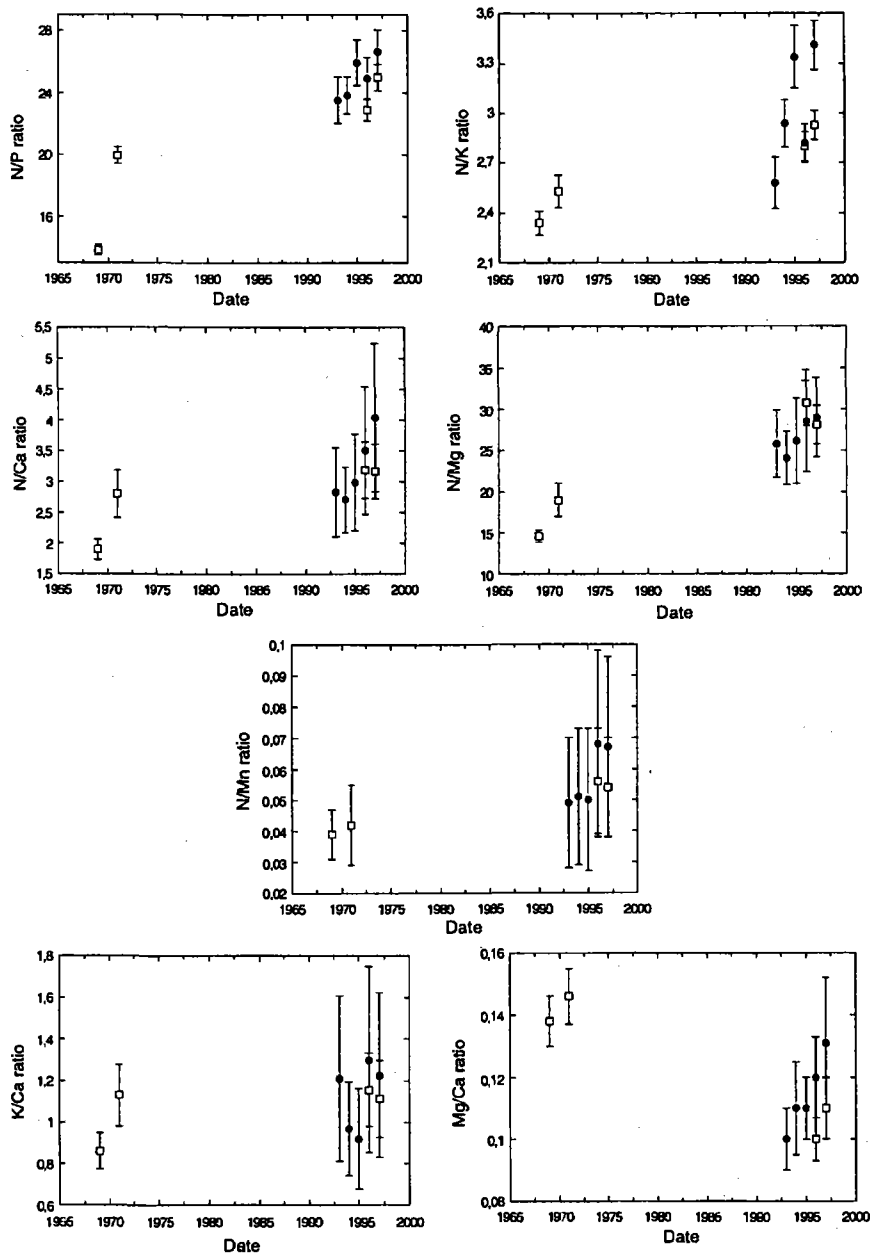 N/P ratio
28
24
20
16
1965 1970 1975 1980 1985 1990 1995 2000
Date
N/K ratio
3,6
3,3
3
2,7
2,4
2,1
1965 1970 1975 1980 1985 1990 1995 2000
Date
N/Ca ratio
5,5
5
4,5
4
3,5
3
2,5
2
1,5
1965 1970 1975 1980 1985 1990 1995 2000
Date
N/Mg ratio
40
35
30
25
20
15
10
1965 1970 1975 1980 1985 1990 1995 2000
Date
N/Mn ratio
0,1
0,09
0,08
0,07
0,06
0,05
0,04
0,03
0,02
1965 1970 1975 1980 1985 1990 1995 2000
Date
K/Ca ratio
1,8
1,6
1,4
1,2
1
0,8
0,6
1965 1970 1975 1980 1985 1990 1995 2000
Date
Mg/Ca ratio
0,16
0,14
0,12
0,1
0,08
1965 1970 1975 1980 1985 1990 1995 2000
Date